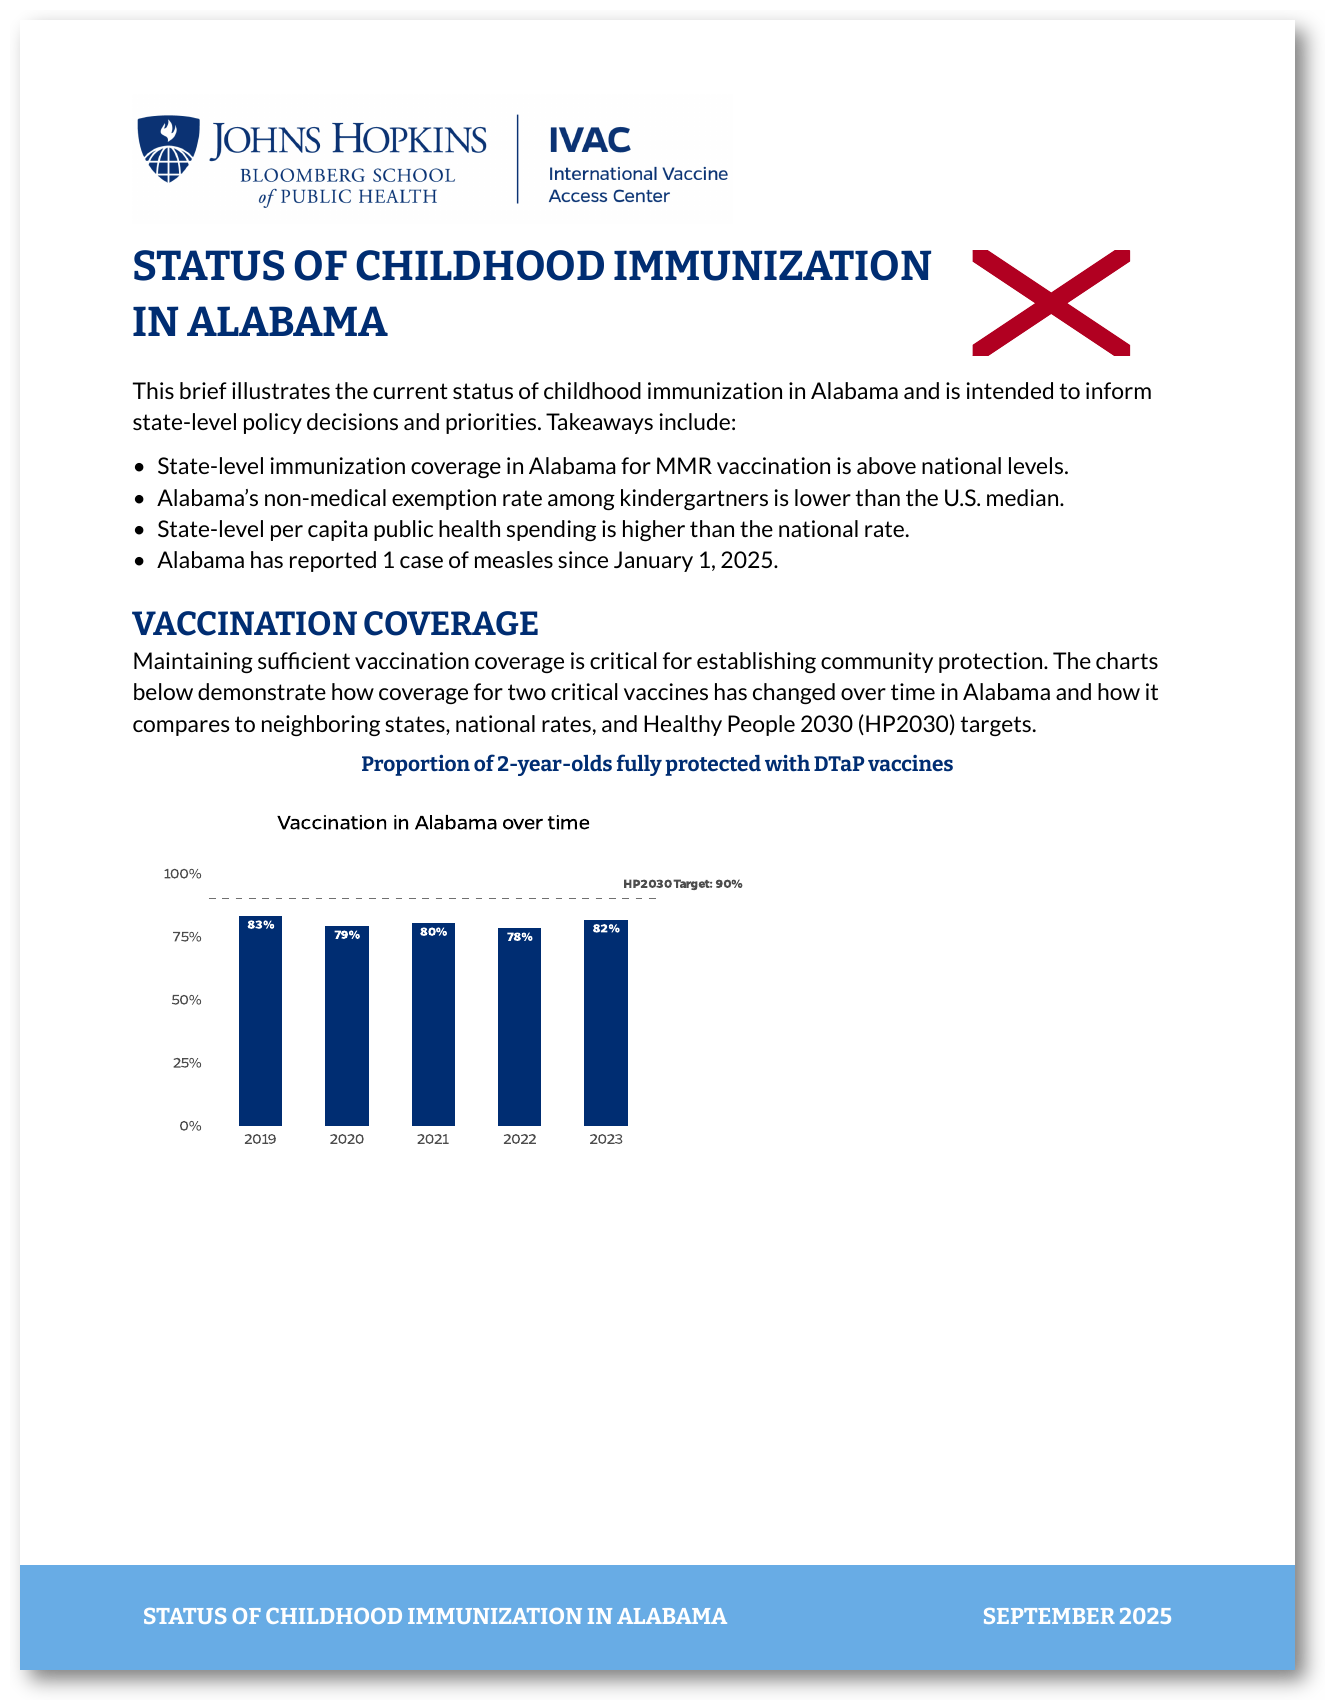 JOHNS HOPKINS
BLOOMBERG SCHOOL
of PUBLIC HEALTH
IVAC
International Vaccine
Access Center
STATUS OF CHILDHOOD IMMUNIZATION
IN ALABAMA
This brief illustrates the current status of childhood immunization in Alabama and is intended to inform
state-level policy decisions and priorities. Takeaways include:
• State-level immunization coverage in Alabama for MMR vaccination is above national levels.
• Alabama’s non-medical exemption rate among kindergartners is lower than the U.S. median.
• State-level per capita public health spending is higher than the national rate.
• Alabama has reported 1 case of measles since January 1, 2025.
VACCINATION COVERAGE
Maintaining sufficient vaccination coverage is critical for establishing community protection. The charts
below demonstrate how coverage for two critical vaccines has changed over time in Alabama and how it
compares to neighboring states, national rates, and Healthy People 2030 (HP2030) targets.
Proportion of 2-year-olds fully protected with DTaP vaccines
Vaccination in Alabama over time
100%
HP2030 Target: 90%
83%
79%
80%
78%
82%
75%
50%
25%
0%
2019 2020 2021 2022 2023
STATUS OF CHILDHOOD IMMUNIZATION IN ALABAMA
SEPTEMBER 2025